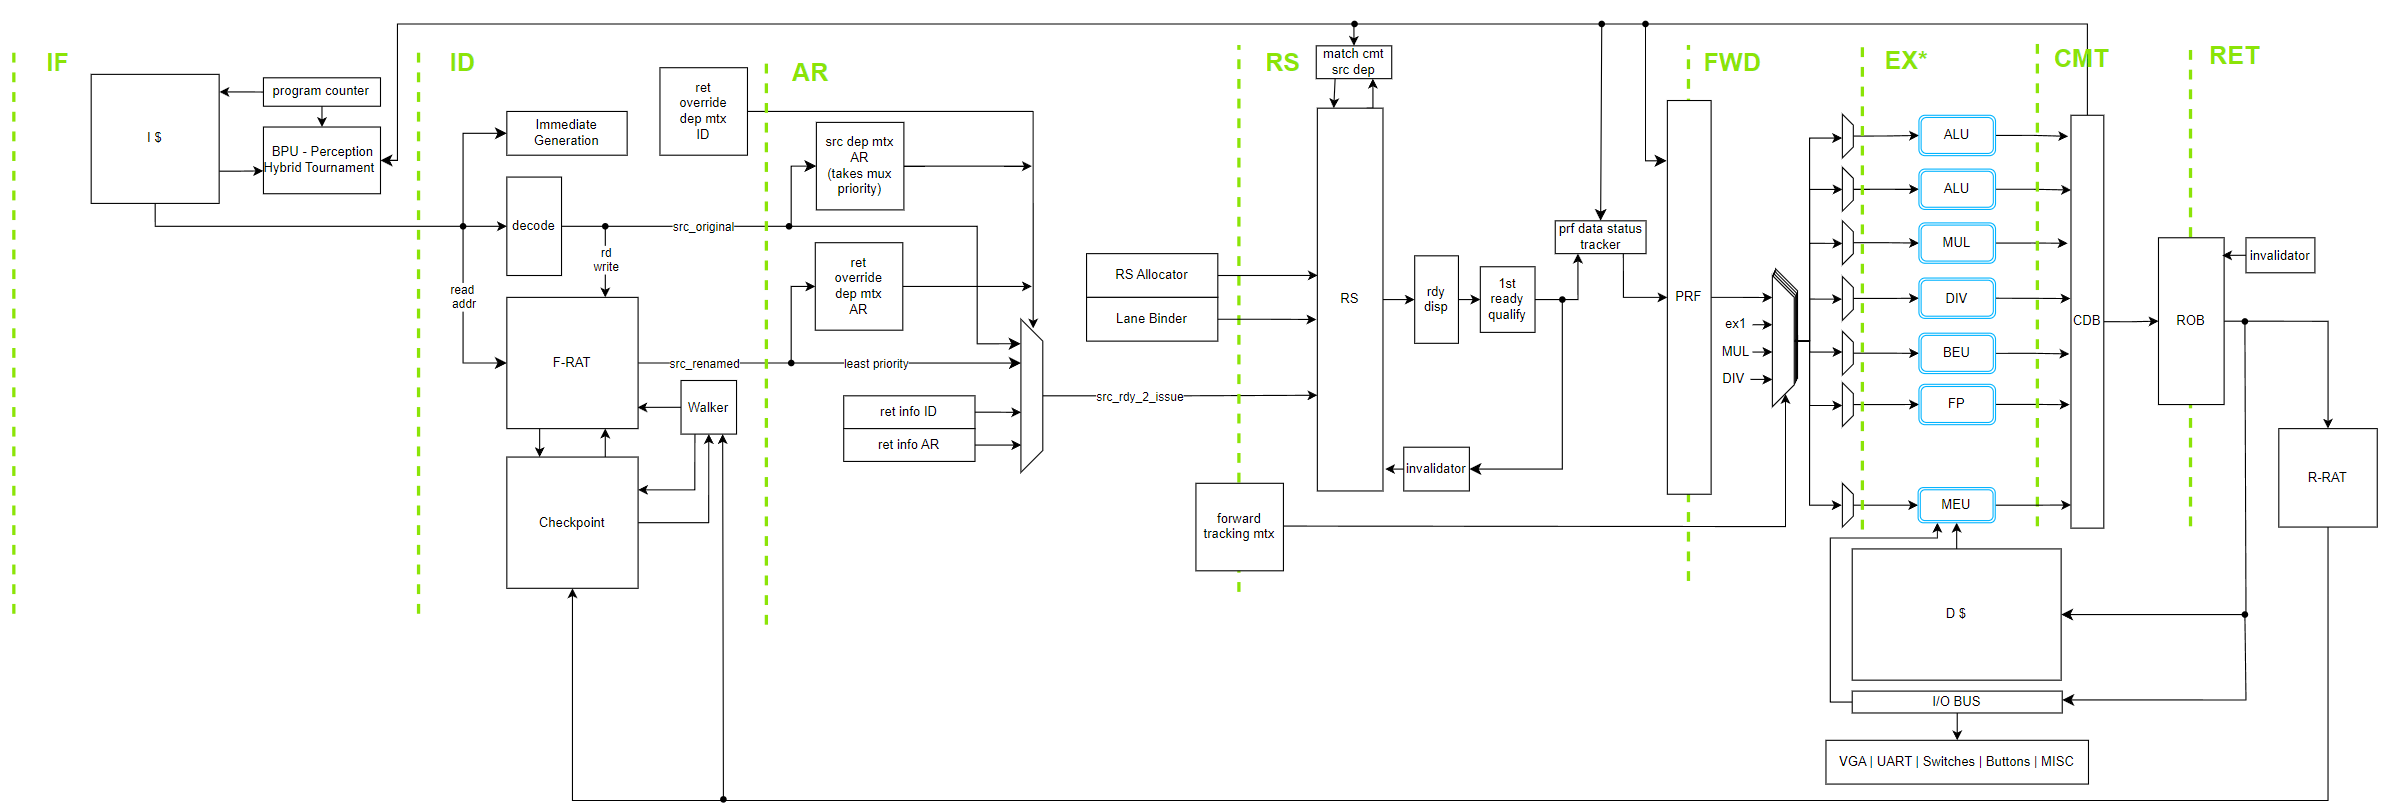 IF
ID
AR
RS
FWD
EX*
CMT
RET
I $
program counter
BPU - Perception
Hybrid Tournament
Immediate
Generation
decode
rd
write
read
addr
F-RAT
Walker
Checkpoint
ret
override
dep mtx
ID
src dep mtx
AR
(takes mux
priority)
src_original
ret
override
dep mtx
AR
src_renamed
least priority
ret info ID
ret info AR
src_rdy_2_issue
RS Allocator
Lane Binder
match cmt
src dep
RS
rdy
disp
1st
ready
qualify
invalidator
forward
tracking mtx
prf data status
tracker
PRF
ex1
MUL
DIV
ALU
ALU
MUL
DIV
BEU
FP
MEU
D $
I/O BUS
VGA | UART | Switches | Buttons | MISC
CDB
ROB
invalidator
R-RAT